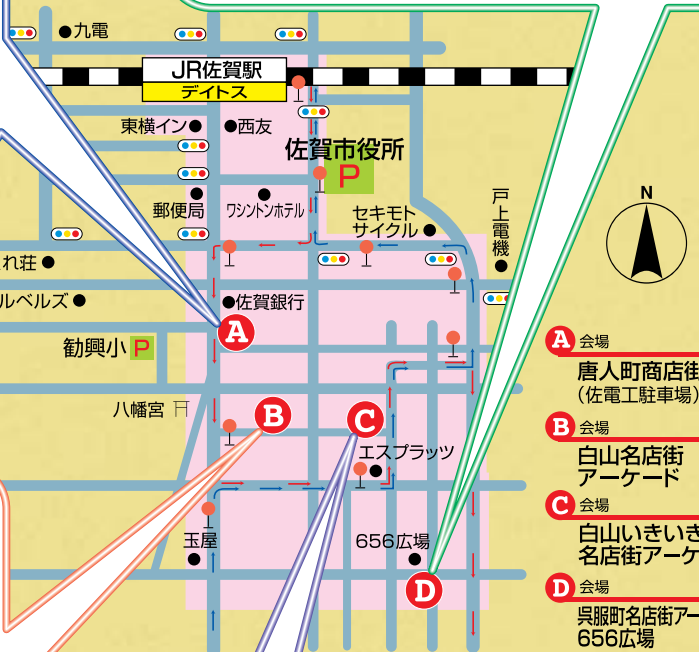 九電
JR佐賀駅
デイトス
東横イン
西友
佐賀市役所
P
郵便局
ワシントンホテル
セキモト
サイクル
戸上電機
N
れ荘
ルベルズ
佐賀銀行
A
勧興小 P
八幡宮
B
C
エスプラッツ
玉屋
656広場
D
A 会場
唐人町商店街
(佐電工駐車場)
B 会場
白山名店街
アーケード
C 会場
白山いきいき
名店街アーケ
D 会場
呉服町名店街アー
656広場